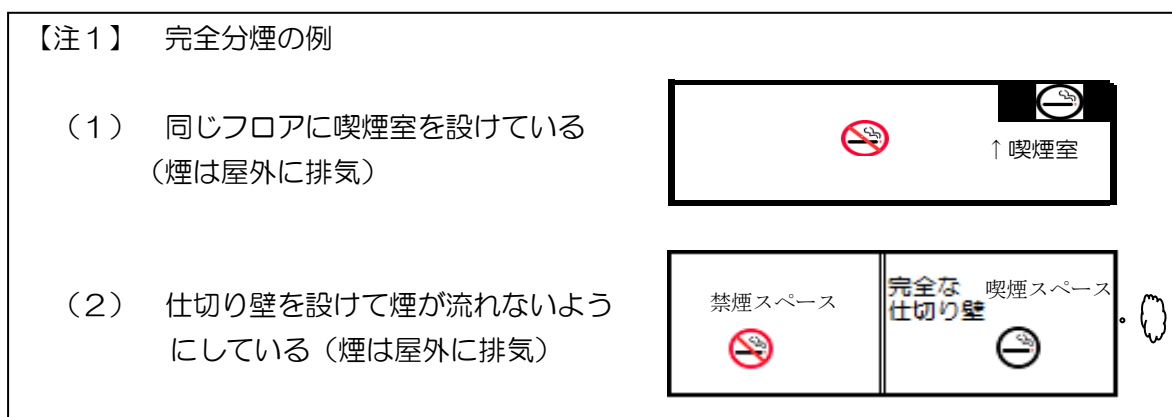 【注１】　完全分煙の例
（１）　同じフロアに喫煙室を設けている
（煙は屋外に排気）
↑喫煙室
（２）　仕切り壁を設けて煙が流れないよう
にしている（煙は屋外に排気）
禁煙スペース
完全な
仕切り壁
喫煙スペース